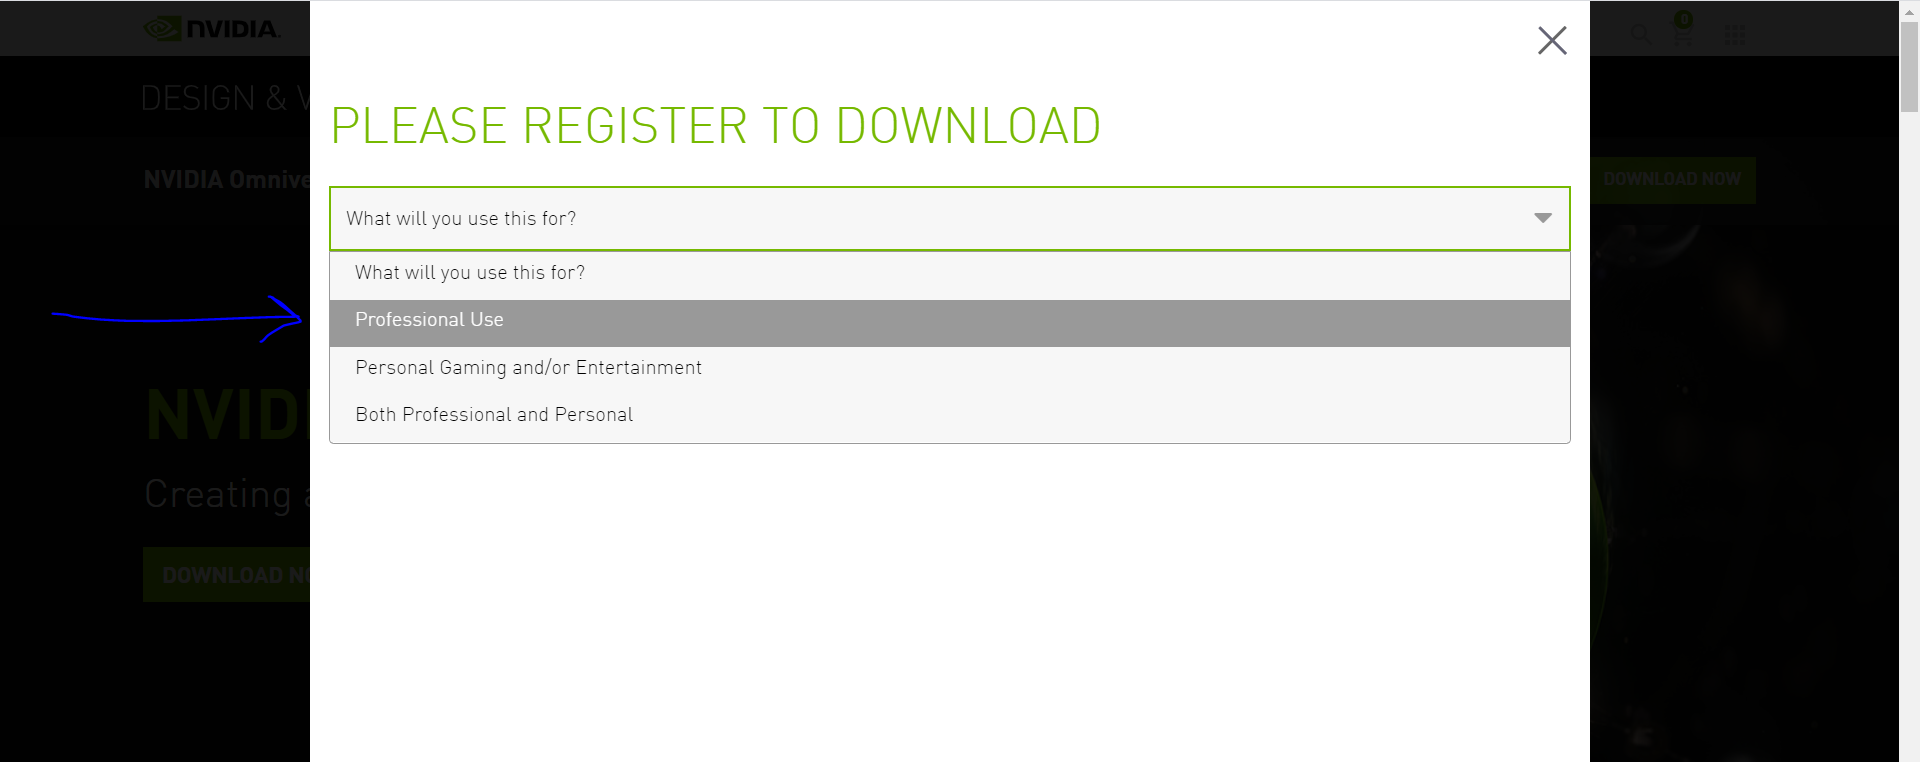 NVIDIA.
0
DESIGN & V
PLEASE REGISTER TO DOWNLOAD
NVIDIA Omnive
DOWNLOAD NOW
What will you use this for?
What will you use this for?
Professional Use
Personal Gaming and/or Entertainment
Both Professional and Personal
NVIDI
Creating a
DOWNLOAD NO